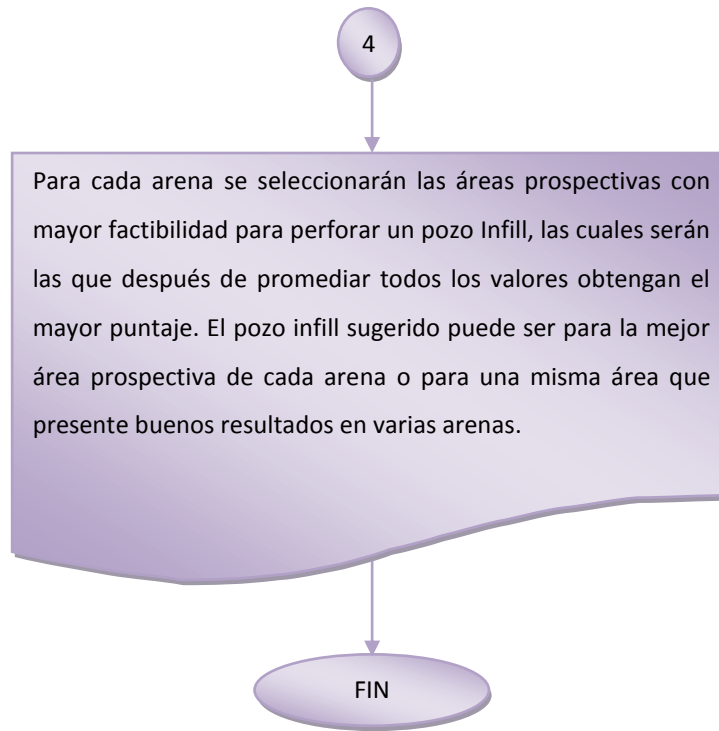 4
Para cada arena se seleccionarán las áreas prospectivas con
mayor factibilidad para perforar un pozo Infill, las cuales serán
las que después de promediar todos los valores obtengan el
mayor puntaje. El pozo infill sugerido puede ser para la mejor
área prospectiva de cada arena o para una misma área que
presente buenos resultados en varias arenas.
FIN